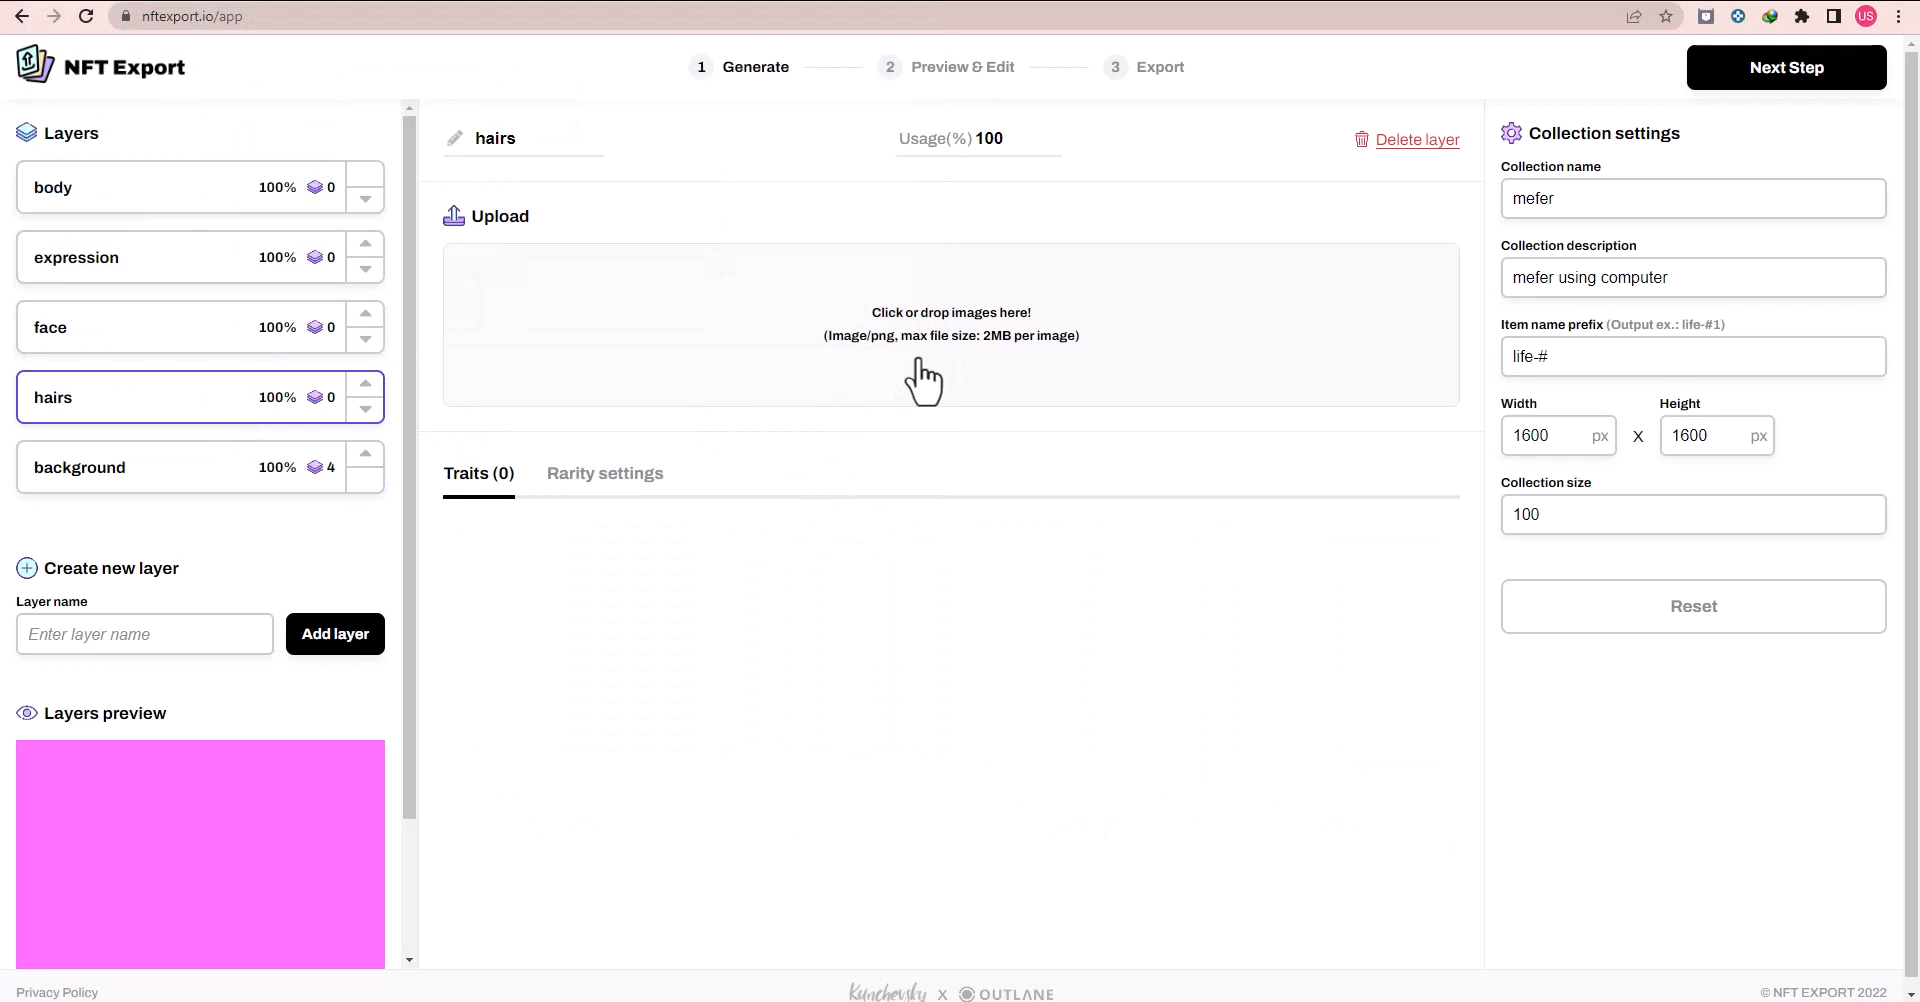 nftexport.io/app
US
NFT Export
1 Generate
2 Preview & Edit
3 Export
Next Step
Layers
body 100% 0
expression 100% 0
face 100% 0
hairs 100% 0
background 100% 4
Create new layer
Layer name
Enter layer name
Add layer
Layers preview
hairs
Usage(%) 100
Delete layer
Upload
Click or drop images here!
(Image/png, max file size: 2MB per image)
Traits (0)
Rarity settings
Collection settings
Collection name
mefer
Collection description
mefer using computer
Item name prefix (Output ex.: life-#1)
life-#
Width Height
1600 px X 1600 px
Collection size
100
Reset
Privacy Policy
Kunchevsky X OUTLANE
© NFT EXPORT 2022